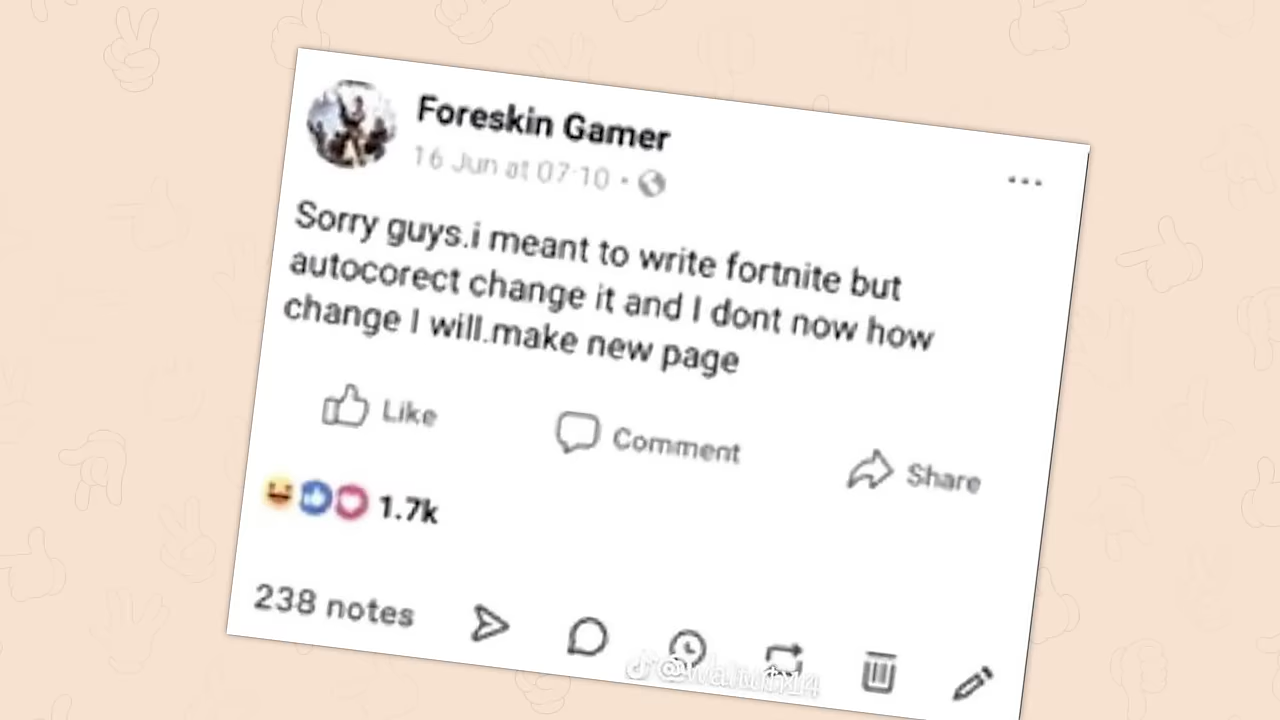 Foreskin Gamer
16 Jun at 07:10 •
Sorry guys.i meant to write fortnite but
autocorect change it and I dont now how
change I will.make new page
Like
Comment
Share
1.7k
238 notes